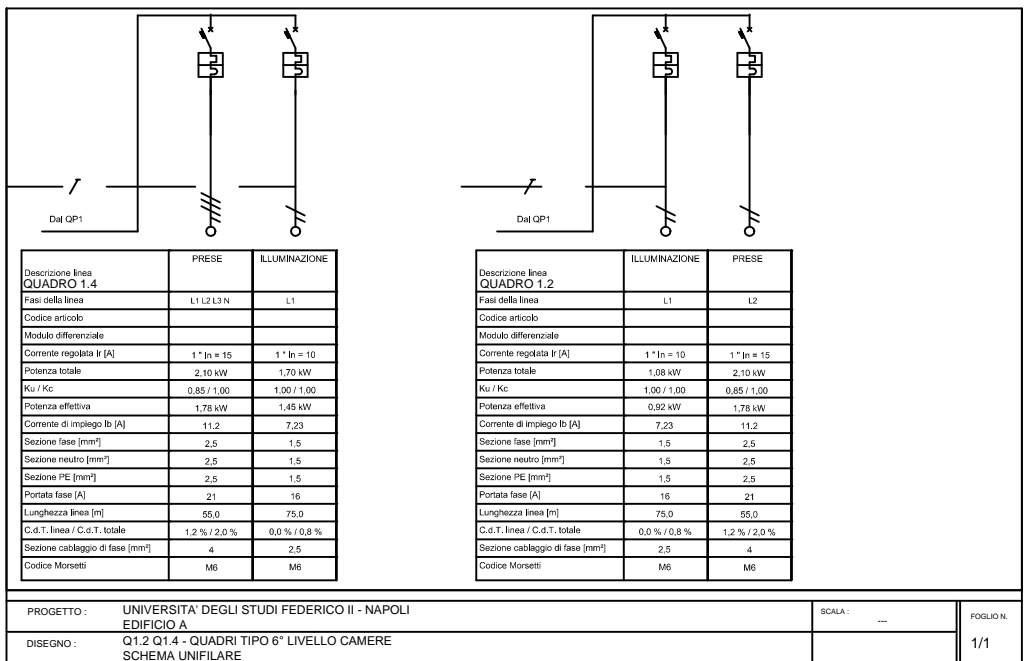 Dal QP1
Dal QP1
PRESE ILLUMINAZIONE
Descrizione linea
QUADRO 1.4
Fasi della linea L1 L2 L3 N L1
Codice articolo
Modulo differenziale
Corrente regolata Ir [A] 1 * In = 15 1 * In = 10
Potenza totale 2,10 kW 1,70 kW
Ku / Kc 0,85 / 1,00 1,00 / 1,00
Potenza effettiva 1,78 kW 1,45 kW
Corrente di impiego Ib [A] 11.2 7,23
Sezione fase [mm²] 2,5 1,5
Sezione neutro [mm²] 2,5 1,5
Sezione PE [mm²] 2,5 1,5
Portata fase [A] 21 16
Lunghezza linea [m] 55,0 75,0
C.d.T. linea / C.d.T. totale 1,2 % / 2,0 % 0,0 % / 0,8 %
Sezione cablaggio di fase [mm²] 4 2,5
Codice Morsetti M6 M6
ILLUMINAZIONE PRESE
Descrizione linea
QUADRO 1.2
Fasi della linea L1 L2
Codice articolo
Modulo differenziale
Corrente regolata Ir [A] 1 * In = 10 1 * In = 15
Potenza totale 1,08 kW 2,10 kW
Ku / Kc 1,00 / 1,00 0,85 / 1,00
Potenza effettiva 0,92 kW 1,78 kW
Corrente di impiego Ib [A] 7,23 11.2
Sezione fase [mm²] 1,5 2,5
Sezione neutro [mm²] 1,5 2,5
Sezione PE [mm²] 1,5 2,5
Portata fase [A] 16 21
Lunghezza linea [m] 75,0 55,0
C.d.T. linea / C.d.T. totale 0,0 % / 0,8 % 1,2 % / 2,0 %
Sezione cablaggio di fase [mm²] 2,5 4
Codice Morsetti M6 M6
PROGETTO : UNIVERSITA' DEGLI STUDI FEDERICO II - NAPOLI
EDIFICIO A
SCALA :
---
FOGLIO N.
1/1
DISEGNO : Q1.2 Q1.4 - QUADRI TIPO 6° LIVELLO CAMERE
SCHEMA UNIFILARE